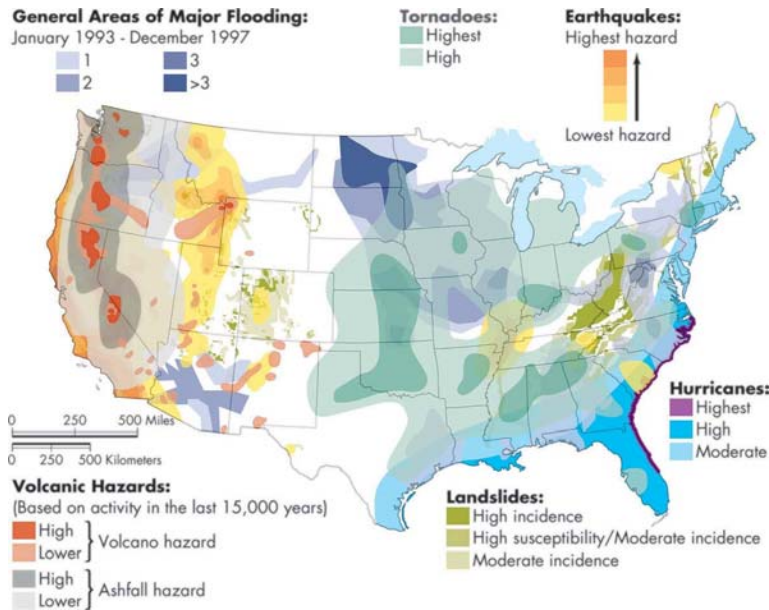 General Areas of Major Flooding:
January 1993 - December 1997
1
3
2
>3
Tornadoes:
Highest
High
Earthquakes:
Highest hazard
Lowest hazard
0 250 500 Miles
0 250 500 Kilometers
Hurricanes:
Highest
High
Moderate
Volcanic Hazards:
(Based on activity in the last 15,000 years)
High
Lower
Volcano hazard
High
Lower
Ashfall hazard
Landslides:
High incidence
High susceptibility/Moderate incidence
Moderate incidence